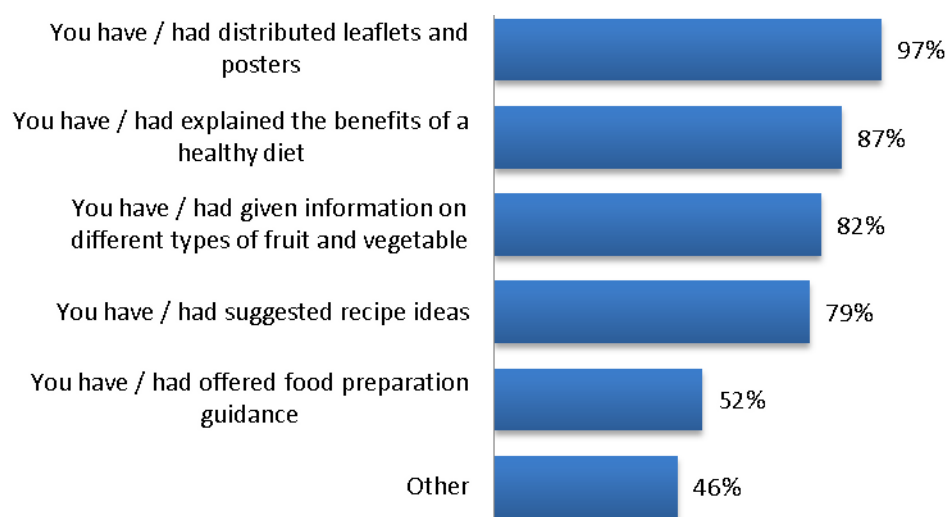 You have / had distributed leaflets and
posters
97%
You have / had explained the benefits of a
healthy diet
87%
You have / had given information on
different types of fruit and vegetable
82%
You have / had suggested recipe ideas
79%
You have / had offered food preparation
guidance
52%
Other
46%